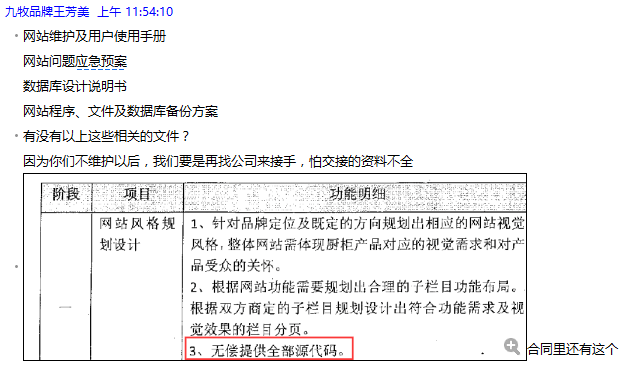 九牧品牌王芳美 上午 11:54:10
网站维护及用户使用手册
网站问题应急预案
数据库设计说明书
网站程序、文件及数据库备份方案
有没有以上这些相关的文件？
因为你们不维护以后，我们要是再找公司来接手，怕交接的资料不全
阶段 项目 功能明细
一 网站风格规划设计
1、针对品牌定位及既定的方向规划出相应的网站视觉
风格，整体网站需体现厨柜产品对应的视觉需求和对产
品受众的关怀。
2、根据网站功能需要规划出合理的子栏目功能布局。
根据双方商定的子栏目规划设计出符合功能需求及视
觉效果的栏目分页。
3、无偿提供全部源代码。
合同里还有这个